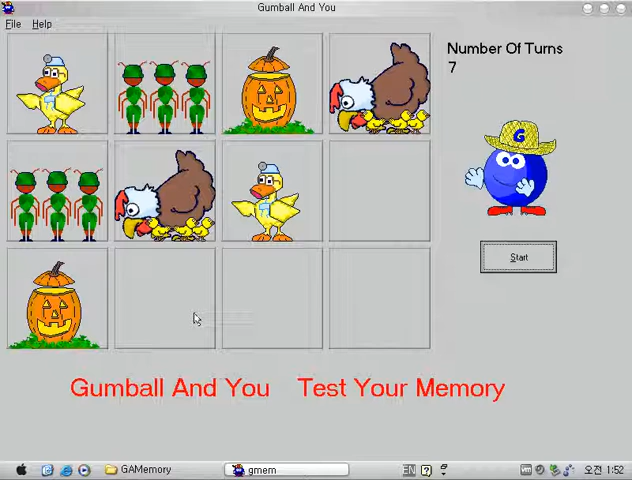 Gumball And You
File Help
Number Of Turns
7
G
Start
Gumball And You Test Your Memory
GAMemory
gmem
EN
오전 1:52